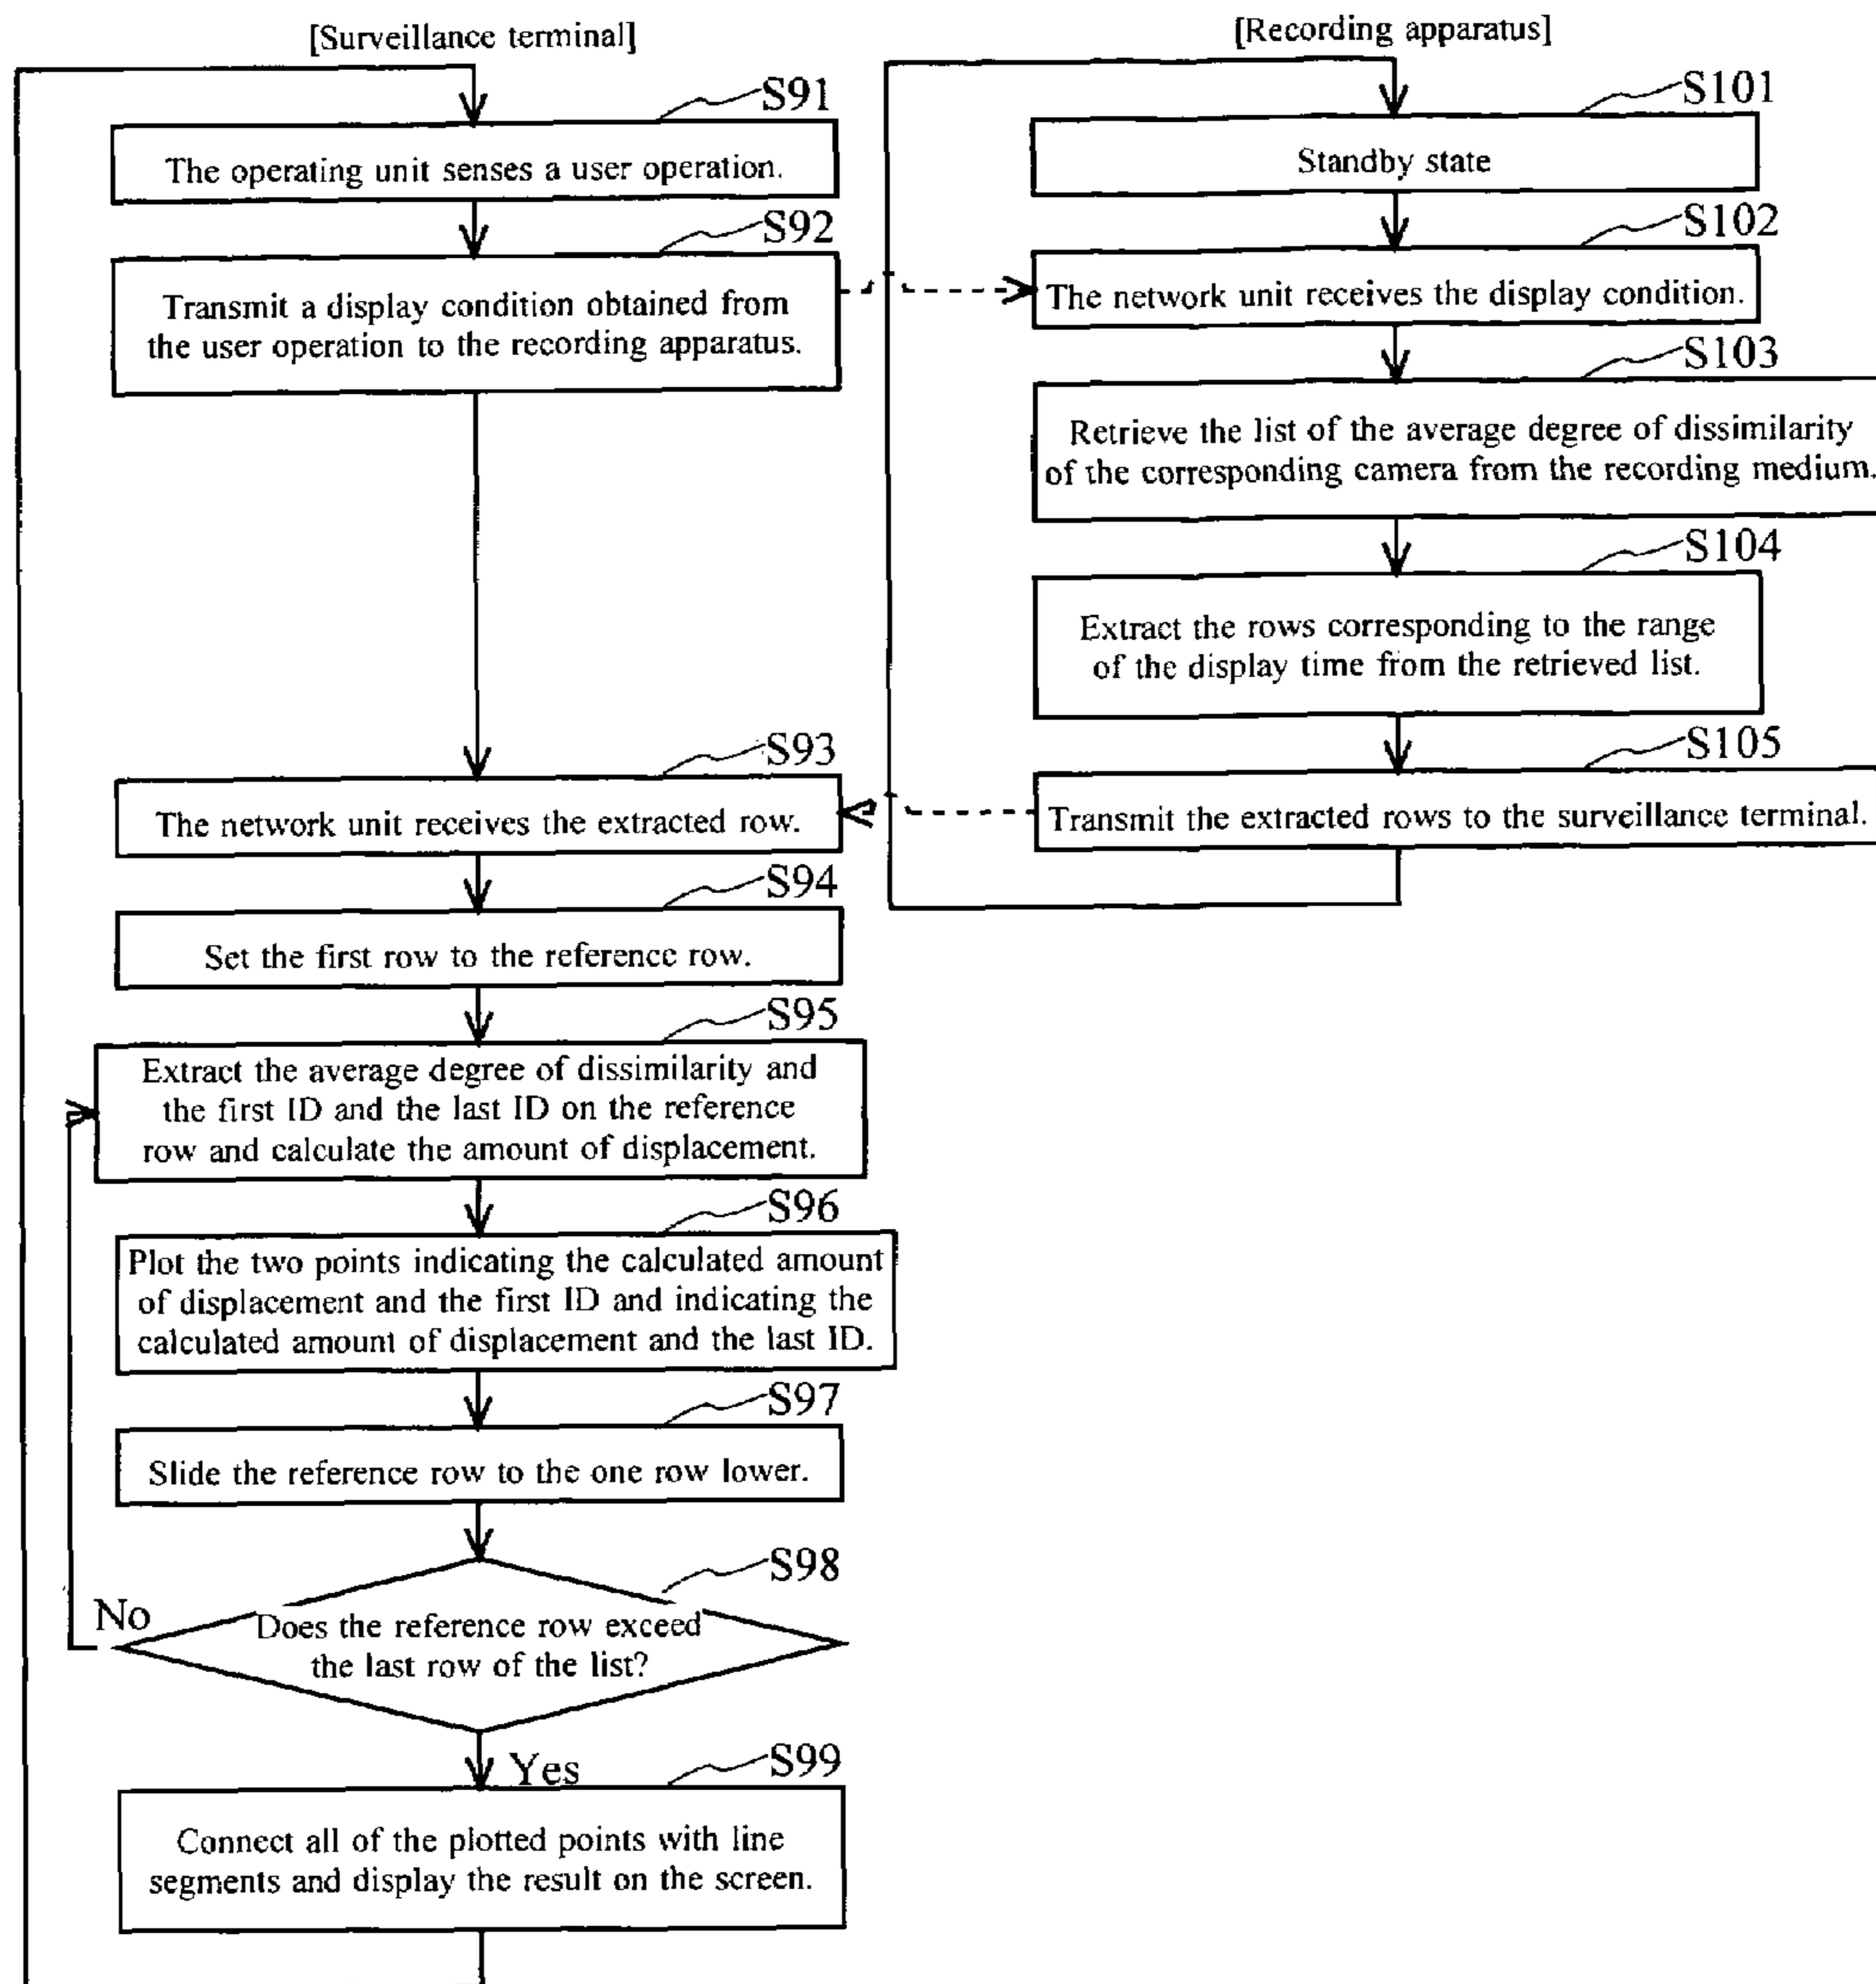 [Surveillance terminal]
S91
The operating unit senses a user operation.
S92
Transmit a display condition obtained from
the user operation to the recording apparatus.
S93
The network unit receives the extracted row.
S94
Set the first row to the reference row.
S95
Extract the average degree of dissimilarity and
the first ID and the last ID on the reference
row and calculate the amount of displacement.
S96
Plot the two points indicating the calculated amount
of displacement and the first ID and indicating the
calculated amount of displacement and the last ID.
S97
Slide the reference row to the one row lower.
S98
No
Does the reference row exceed
the last row of the list?
Yes
S99
Connect all of the plotted points with line
segments and display the result on the screen.
[Recording apparatus]
S101
Standby state
S102
The network unit receives the display condition.
S103
Retrieve the list of the average degree of dissimilarity
of the corresponding camera from the recording medium.
S104
Extract the rows corresponding to the range
of the display time from the retrieved list.
S105
Transmit the extracted rows to the surveillance terminal.